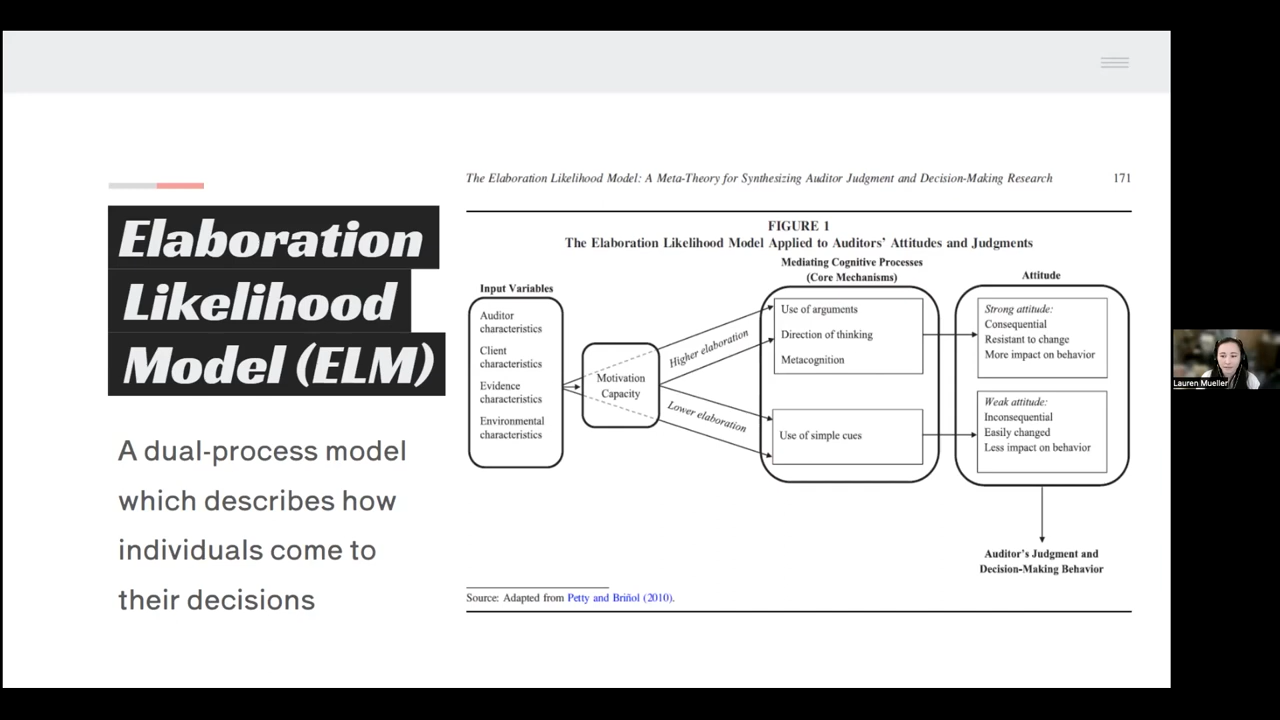 Elaboration
Likelihood
Model (ELM)
A dual-process model
which describes how
individuals come to
their decisions
The Elaboration Likelihood Model: A Meta-Theory for Synthesizing Auditor Judgment and Decision-Making Research 171
FIGURE 1
The Elaboration Likelihood Model Applied to Auditors' Attitudes and Judgments
Input Variables
Auditor
characteristics
Client
characteristics
Evidence
characteristics
Environmental
characteristics
Motivation
Capacity
Higher elaboration
Lower elaboration
Mediating Cognitive Processes
(Core Mechanisms)
Use of arguments
Direction of thinking
Metacognition
Use of simple cues
Attitude
Strong attitude:
Consequential
Resistant to change
More impact on behavior
Weak attitude:
Inconsequential
Easily changed
Less impact on behavior
Auditor's Judgment and
Decision-Making Behavior
Source: Adapted from Petty and Briñol (2010).
Lauren Mueller